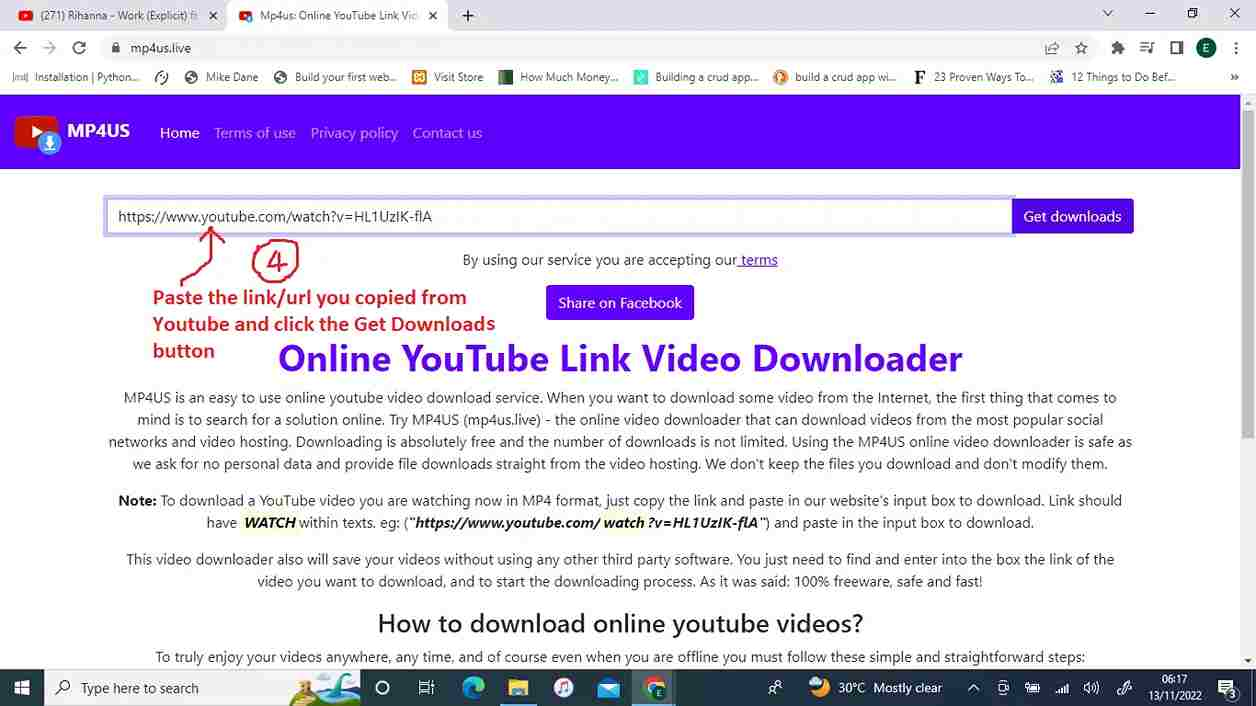 (271) Rihanna - Work (Explicit) ft
Mp4us: Online YouTube Link Vid
mp4us.live
E
Installation | Python...
Mike Dane
Build your first web...
Visit Store
How Much Money...
Building a crud app...
build a crud app wi...
23 Proven Ways To...
12 Things to Do Bef...
MP4US
Home
Terms of use
Privacy policy
Contact us
https://www.youtube.com/watch?v=HL1UzIK-flA
Get downloads
4
By using our service you are accepting our terms
Paste the link/url you copied from
Youtube and click the Get Downloads
button
Share on Facebook
Online YouTube Link Video Downloader
MP4US is an easy to use online youtube video download service. When you want to download some video from the Internet, the first thing that comes to
mind is to search for a solution online. Try MP4US (mp4us.live) - the online video downloader that can download videos from the most popular social
networks and video hosting. Downloading is absolutely free and the number of downloads is not limited. Using the MP4US online video downloader is safe as
we ask for no personal data and provide file downloads straight from the video hosting. We don't keep the files you download and don't modify them.
Note: To download a YouTube video you are watching now in MP4 format, just copy the link and paste in our website's input box to download. Link should
have WATCH within texts. eg: ("https://www.youtube.com/ watch ?v=HL1UzIK-flA") and paste in the input box to download.
This video downloader also will save your videos without using any other third party software. You just need to find and enter into the box the link of the
video you want to download, and to start the downloading process. As it was said: 100% freeware, safe and fast!
How to download online youtube videos?
To truly enjoy your videos anywhere, any time, and of course even when you are offline you must follow these simple and straightforward steps:
Type here to search
30°C Mostly clear
06:17
13/11/2022
3